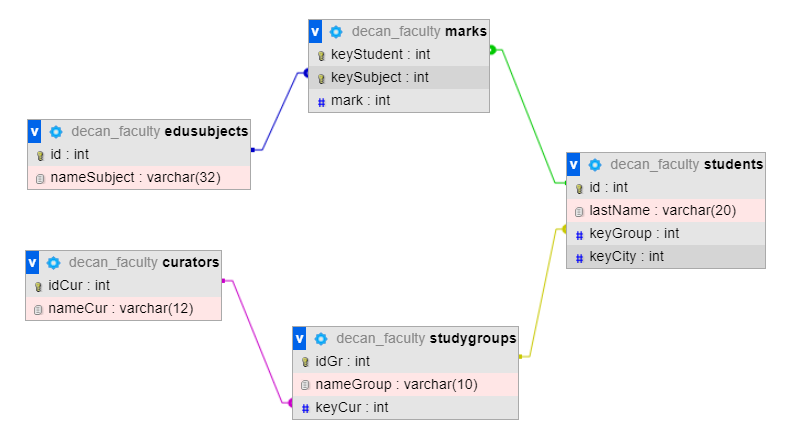 v decan_faculty marks
keyStudent : int
keySubject : int
# mark : int
v decan_faculty edusubjects
id : int
nameSubject : varchar(32)
v decan_faculty students
id : int
lastName : varchar(20)
# keyGroup : int
# keyCity : int
v decan_faculty curators
idCur : int
nameCur : varchar(12)
v decan_faculty studygroups
idGr : int
nameGroup : varchar(10)
# keyCur : int